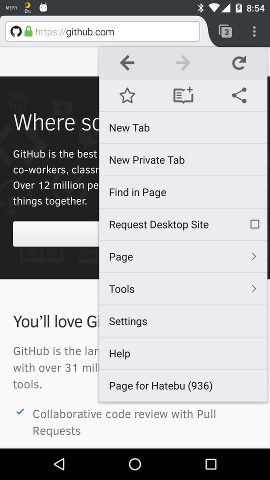 8:54
https://github.com
3
New Tab
Where so
New Private Tab
GitHub is the best
co-workers, classm
Find in Page
Over 12 million pe
things together.
Request Desktop Site
Page
Tools
Settings
You'll love Gi
Help
GitHub is the lar
with over 31 mill
tools.
Page for Hatebu (936)
Collaborative code review with Pull
Requests